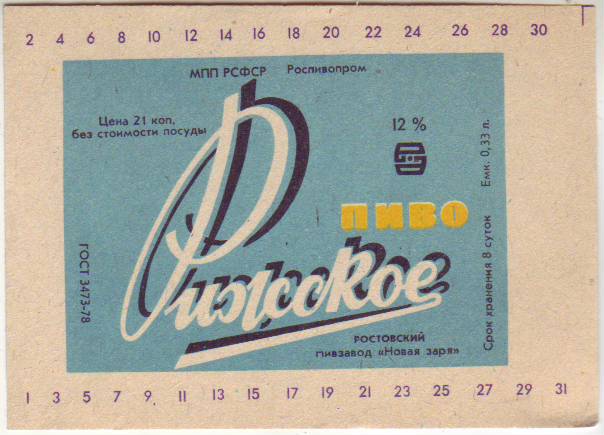 2 4 6 8 10 12 14 16 18 20 22 24 26 28 30
МПП РСФСР Роспивопром
Цена 21 коп,
без стоимости посуды
12 %
Рижское
ПИВО
ГОСТ 3473-78
Срок хранения 8 суток Емк. 0,33 л.
РОСТОВСКИЙ
пивзавод «Новая заря»
1 3 5 7 9 11 13 15 17 19 21 23 25 27 29 31